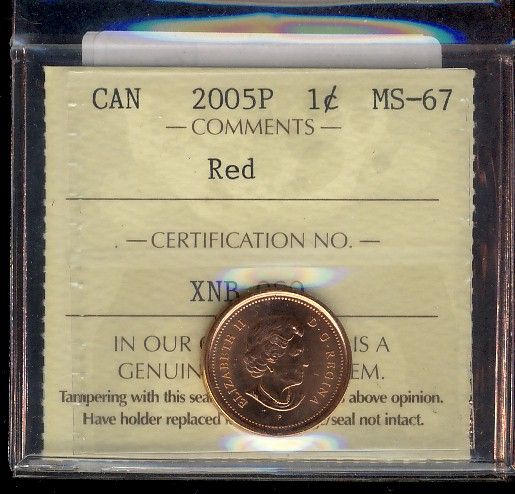 CAN 2005P 1¢ MS-67
— COMMENTS —
Red
— CERTIFICATION NO. —
XNB
IN OUR IS A
GENUIN EM.
Tampering with this sea above opinion.
Have holder replaced /seal not intact.
ELIZABETH II D·G·REGINA
P